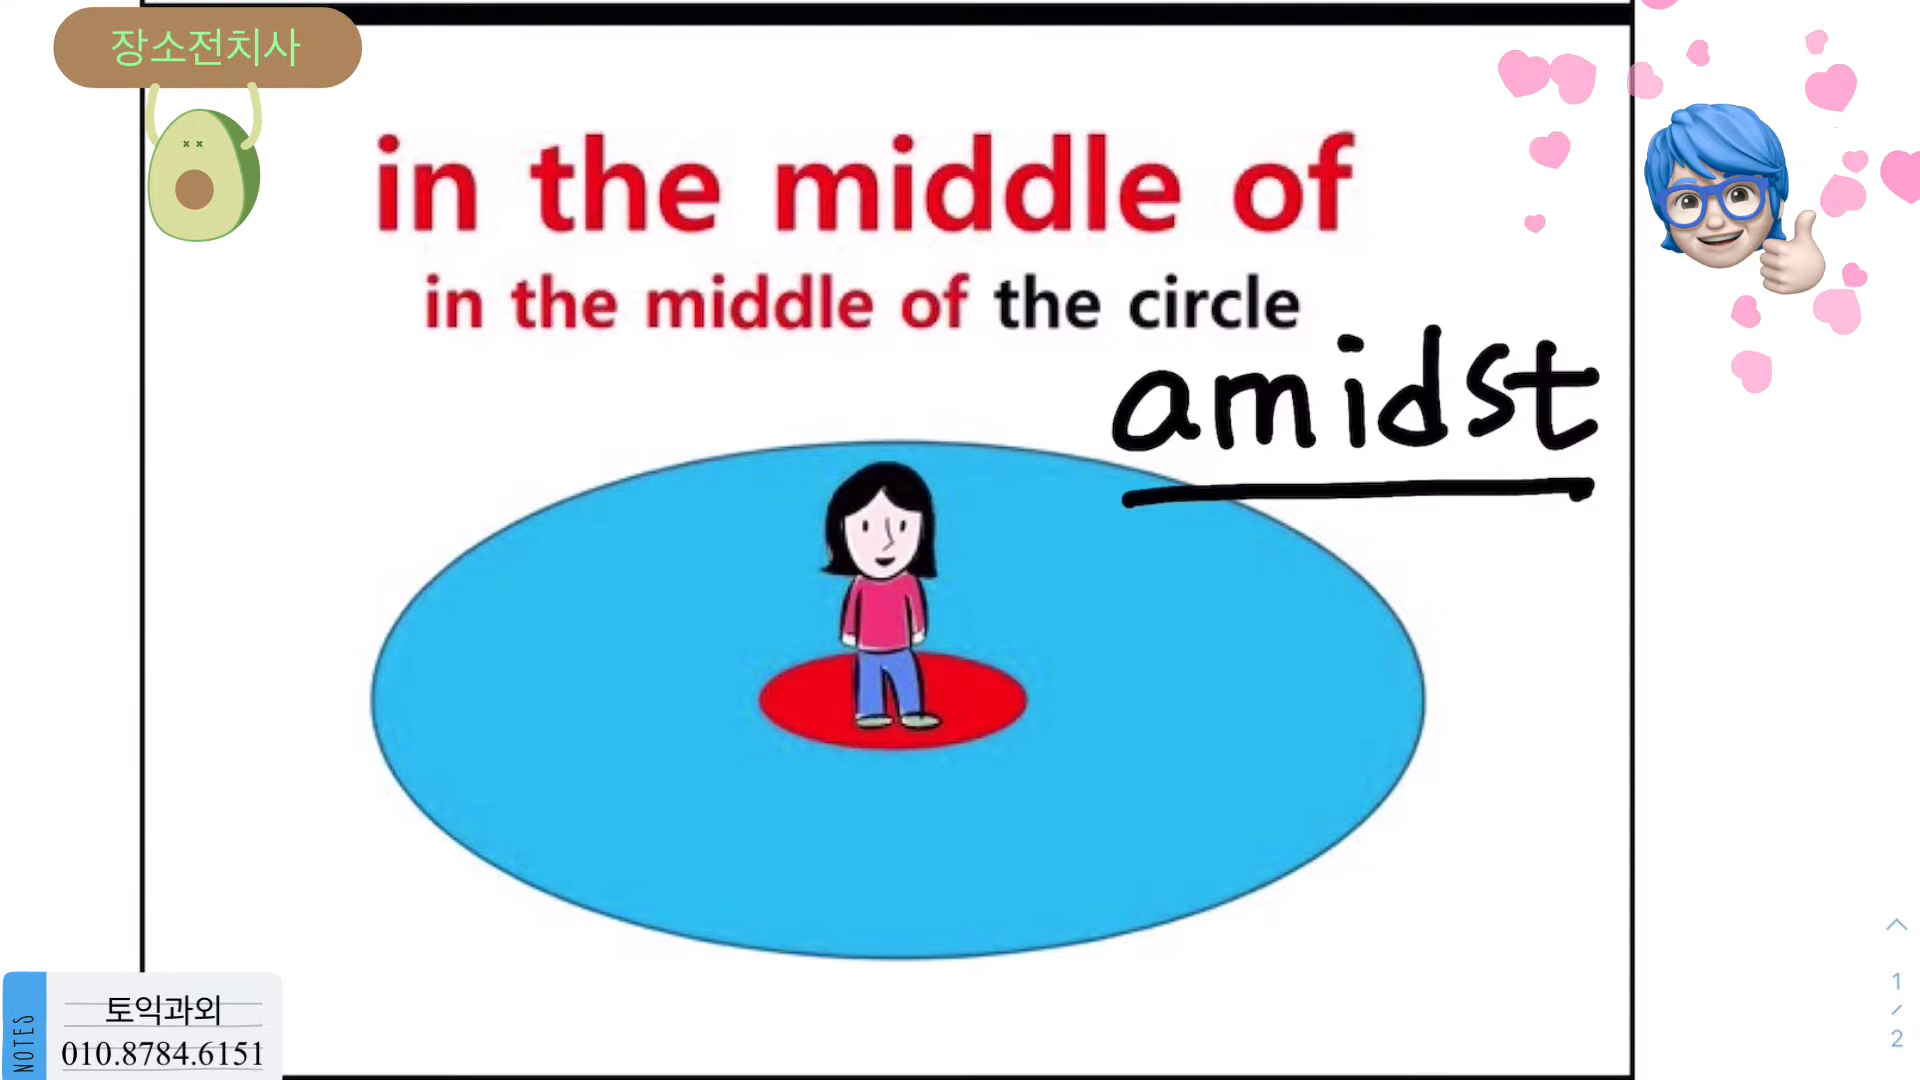 장소전치사
in the middle of
in the middle of the circle
amidst
토익과외
010.8784.6151
NOTES
1
/
2